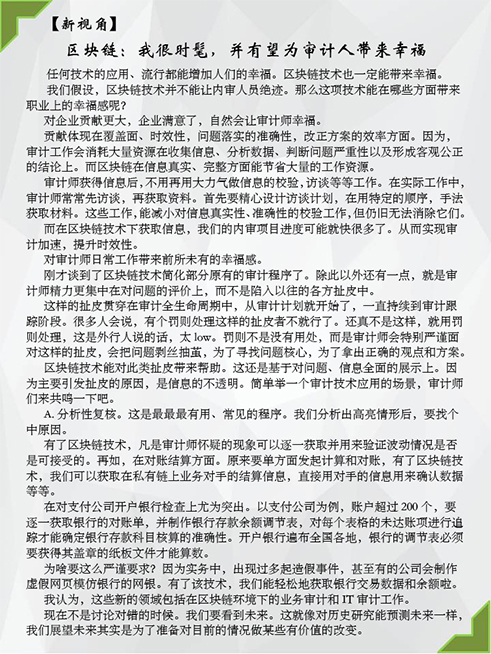 【新视角】
区块链：我很时髦，并有望为审计人带来幸福
任何技术的应用、流行都能增加人们的幸福。区块链技术也一定能带来幸福。
我们假设，区块链技术并不能让内审人员绝迹。那么这项技术能在哪些方面带来
职业上的幸福感呢？
对企业贡献更大，企业满意了，自然会让审计师幸福。
贡献体现在覆盖面、时效性，问题落实的准确性，改正方案的效率方面。因为，
审计工作会消耗大量资源在收集信息、分析数据、判断问题严重性以及形成客观公正
的结论上。而区块链在信息真实、完整方面能节省大量的工作资源。
审计师获得信息后，不用再用大力气做信息的校验，访谈等等工作。在实际工作中，
审计师常常先访谈，再获取资料。首先要精心设计访谈计划，在用特定的顺序，手法
获取材料。这些工作，能减小对信息真实性、准确性的校验工作，但仍旧无法消除它们。
而在区块链技术下获取信息，我们的内审项目进度可能就快很多了。从而实现审
计加速，提升时效性。
对审计师日常工作带来前所未有的幸福感。
刚才谈到了区块链技术简化部分原有的审计程序了。除此以外还有一点，就是审
计师精力更集中在对问题的评价上，而不是陷入以往的各方扯皮中。
这样的扯皮贯穿在审计全生命周期中，从审计计划就开始了，一直持续到审计跟
踪阶段。很多人会说，有个罚则处理这样的扯皮者不就行了。还真不是这样，就用罚
则处理，这是外行人说的话，太 low。罚则不是没有用处，而是审计师会特别严谨面
对这样的扯皮，会把问题剥丝抽茧，为了寻找问题核心，为了拿出正确的观点和方案。
区块链技术能对此类扯皮带来帮助。这还是基于对问题、信息全面的展示上。因
为主要引发扯皮的原因，是信息的不透明。简单举一个审计技术应用的场景，审计师
们来共鸣一下吧。
A. 分析性复核。这是最最最有用、常见的程序。我们分析出高亮情形后，要找个
中原因。
有了区块链技术，凡是审计师怀疑的现象可以逐一获取并用来验证波动情况是否
是可接受的。再如，在对账结算方面。原来要单方面发起计算和对账，有了区块链技
术，我们可以获取在私有链上业务对手的结算信息，直接用对手的信息用来确认数据
等等。
在对支付公司开户银行检查上尤为突出。以支付公司为例，账户超过 200 个，要
逐一获取银行的对账单，并制作银行存款余额调节表，对每个表格的未达账项进行追
踪才能确定银行存款科目核算的准确性。开户银行遍布全国各地，银行的调节表必须
要获得其盖章的纸板文件才能算数。
为啥要这么严谨要求？因为实务中，出现过多起造假事件，甚至有的公司会制作
虚假网页模仿银行的网银。有了该技术，我们能轻松地获取银行交易数据和余额啦。
我认为，这些新的领域包括在区块链环境下的业务审计和 IT 审计工作。
现在不是讨论对错的时候。我们要看到未来。这就像对历史研究能预测未来一样，
我们展望未来其实是为了准备对目前的情况做某些有价值的改变。